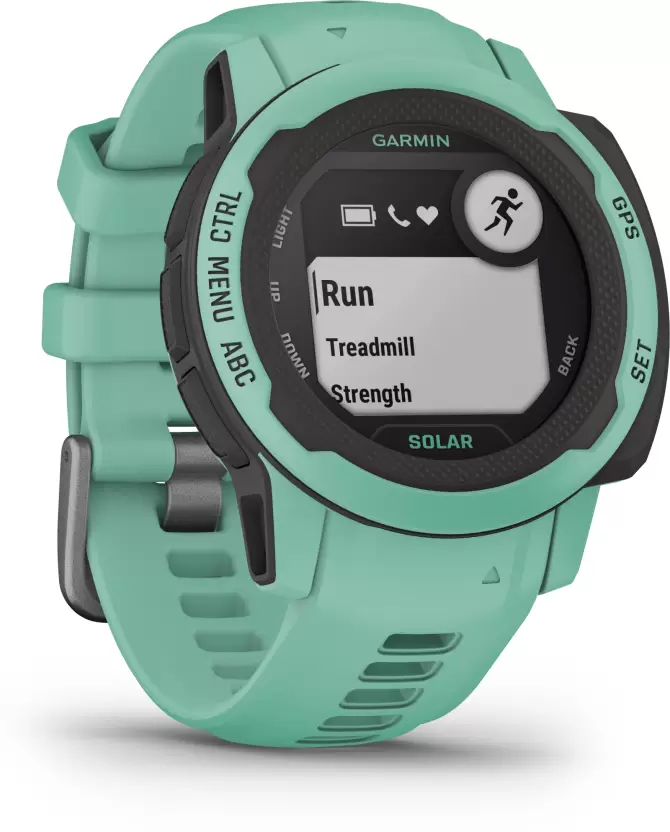 GARMIN
CTRL
LIGHT
GPS
MENU
UP
Run
ABC
DOWN
Treadmill
BACK
SET
Strength
SOLAR